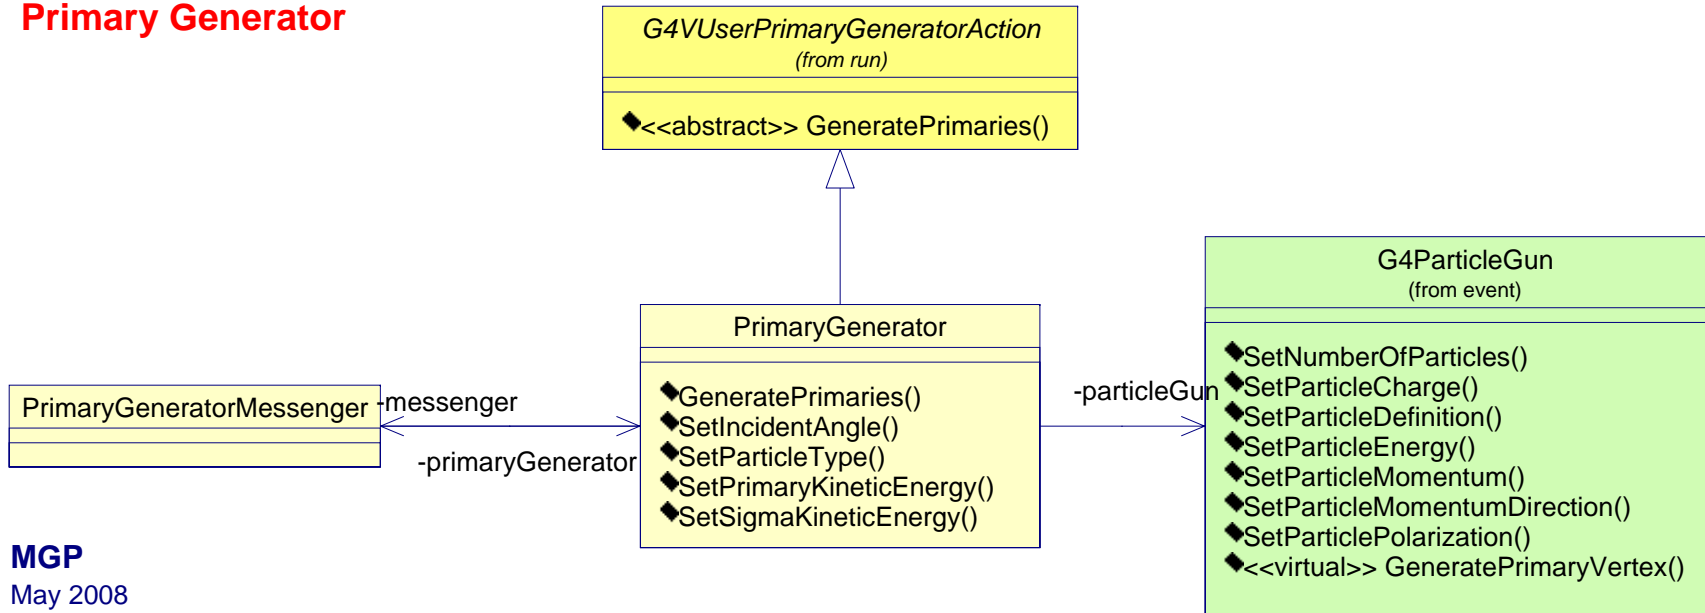 Primary Generator
G4VUserPrimaryGeneratorAction
(from run)
<<abstract>> GeneratePrimaries()
G4ParticleGun
(from event)
SetNumberOfParticles()
SetParticleCharge()
SetParticleDefinition()
SetParticleEnergy()
SetParticleMomentum()
SetParticleMomentumDirection()
SetParticlePolarization()
<<virtual>> GeneratePrimaryVertex()
PrimaryGenerator
GeneratePrimaries()
SetIncidentAngle()
SetParticleType()
SetPrimaryKineticEnergy()
SetSigmaKineticEnergy()
-particleGun
PrimaryGeneratorMessenger
-messenger
-primaryGenerator
MGP
May 2008